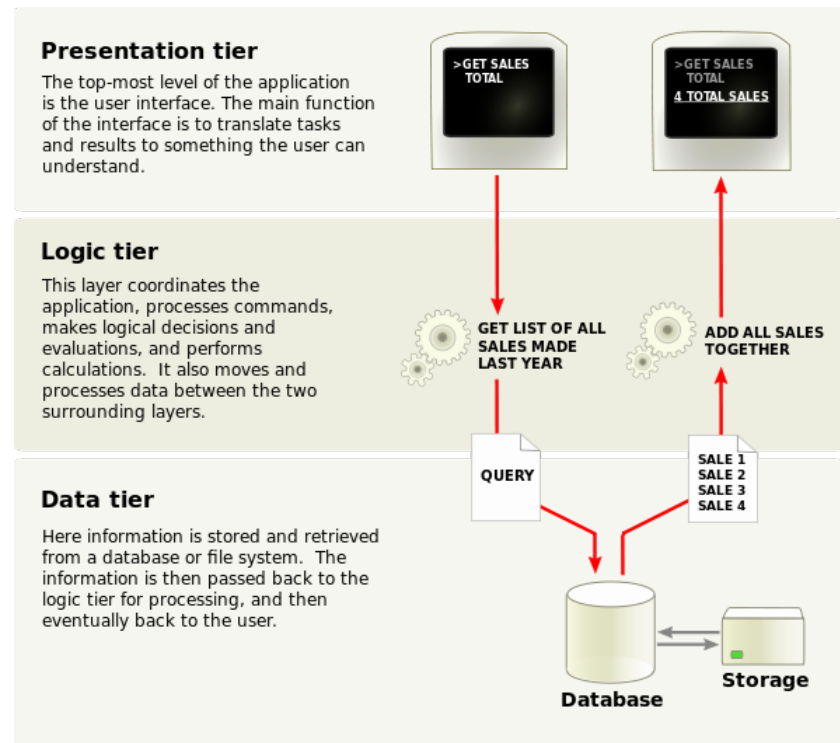 Presentation tier
The top-most level of the application
is the user interface. The main function
of the interface is to translate tasks
and results to something the user can
understand.
>GET SALES
TOTAL
>GET SALES
TOTAL
4 TOTAL SALES
Logic tier
This layer coordinates the
application, processes commands,
makes logical decisions and
evaluations, and performs
calculations.  It also moves and
processes data between the two
surrounding layers.
GET LIST OF ALL
SALES MADE
LAST YEAR
ADD ALL SALES
TOGETHER
Data tier
Here information is stored and retrieved
from a database or file system.  The
information is then passed back to the
logic tier for processing, and then
eventually back to the user.
QUERY
SALE 1
SALE 2
SALE 3
SALE 4
Database
Storage